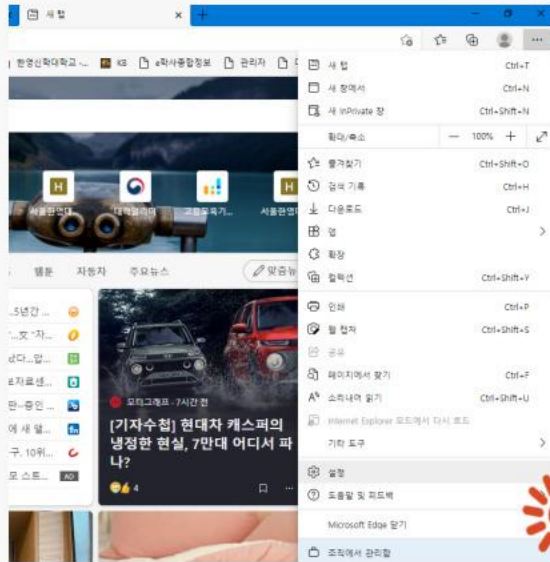 새 탭
한영신학대학교 -...
KB
e학사종합정보
관리자
서울한영대...
대학알리미
고등교육기...
서울한영대
웹툰 자동차 주요뉴스
맞춤뉴
모터그래프 · 7시간 전
[기자수첩] 현대차 캐스퍼의
냉정한 현실, 7만대 어디서 파
나?
4
..5년간 ...
구, 10위...
AD
새 탭 Ctrl+T
새 창에서 Ctrl+N
새 InPrivate 창 Ctrl+Shift+N
확대/축소 — 100% +
즐겨찾기 Ctrl+Shift+O
검색 기록 Ctrl+H
다운로드 Ctrl+J
앱
확장
컬렉션 Ctrl+Shift+Y
인쇄 Ctrl+P
웹 캡처 Ctrl+Shift+S
공유
페이지에서 찾기 Ctrl+F
소리내어 읽기 Ctrl+Shift+U
Internet Explorer 모드에서 다시 로드
기타 도구
설정
도움말 및 피드백
Microsoft Edge 닫기
조직에서 관리함